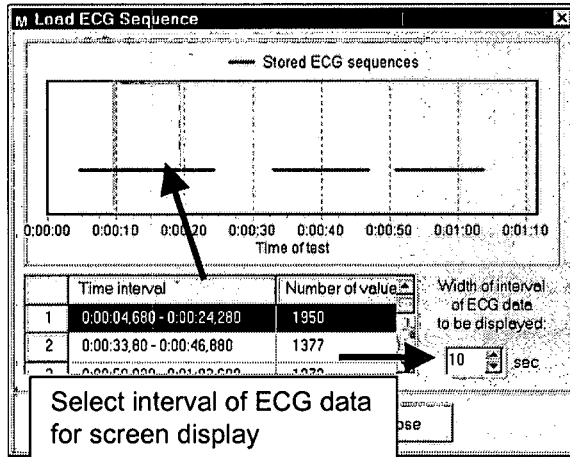 M Load ECG Sequence
Stored ECG sequences
0:00:00 0:00:10 0:00:20 0:00:30 0:00:40 0:00:50 0:01:00 0:01:10
Time of test
Time interval Number of value
Width of interval
of ECG data
to be displayed:
1 0:00:04,680 - 0:00:24,280 1950
2 0:00:33,80 - 0:00:46,880 1377
10 sec
Select interval of ECG data
for screen display
ose